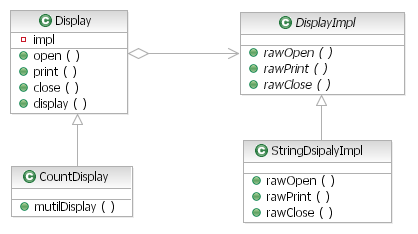 Display
impl
open ( )
print ( )
close ( )
display ( )
DisplayImpl
rawOpen ( )
rawPrint ( )
rawClose ( )
CountDisplay
mutilDisplay ( )
StringDsipalyImpl
rawOpen ( )
rawPrint ( )
rawClose ( )